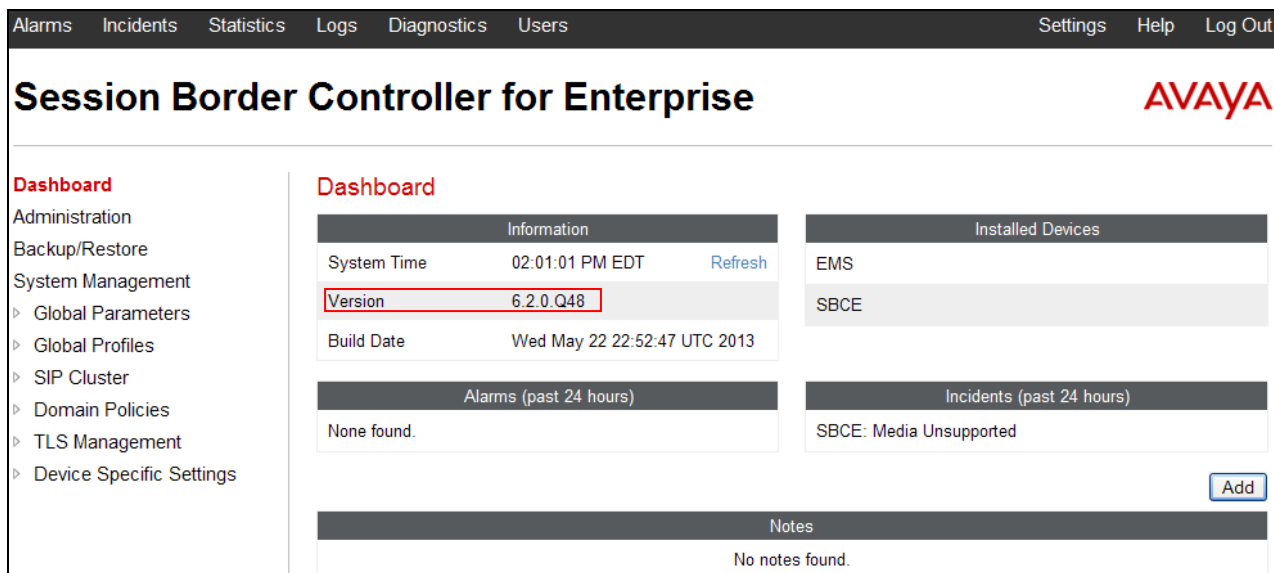 Alarms Incidents Statistics Logs Diagnostics Users Settings Help Log Out
Session Border Controller for Enterprise
AVAYA
Dashboard
Administration
Backup/Restore
System Management
Global Parameters
Global Profiles
SIP Cluster
Domain Policies
TLS Management
Device Specific Settings
Dashboard
Information
System Time 02:01:01 PM EDT Refresh
Version 6.2.0.Q48
Build Date Wed May 22 22:52:47 UTC 2013
Installed Devices
EMS
SBCE
Alarms (past 24 hours)
None found.
Incidents (past 24 hours)
SBCE: Media Unsupported
Add
Notes
No notes found.